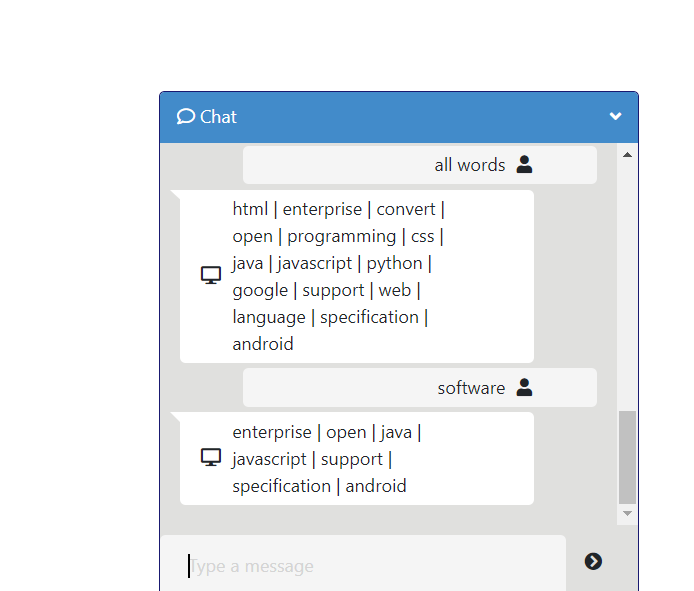 Chat
all words
html | enterprise | convert |
open | programming | css |
java | javascript | python |
google | support | web |
language | specification |
android
software
enterprise | open | java |
javascript | support |
specification | android
Type a message